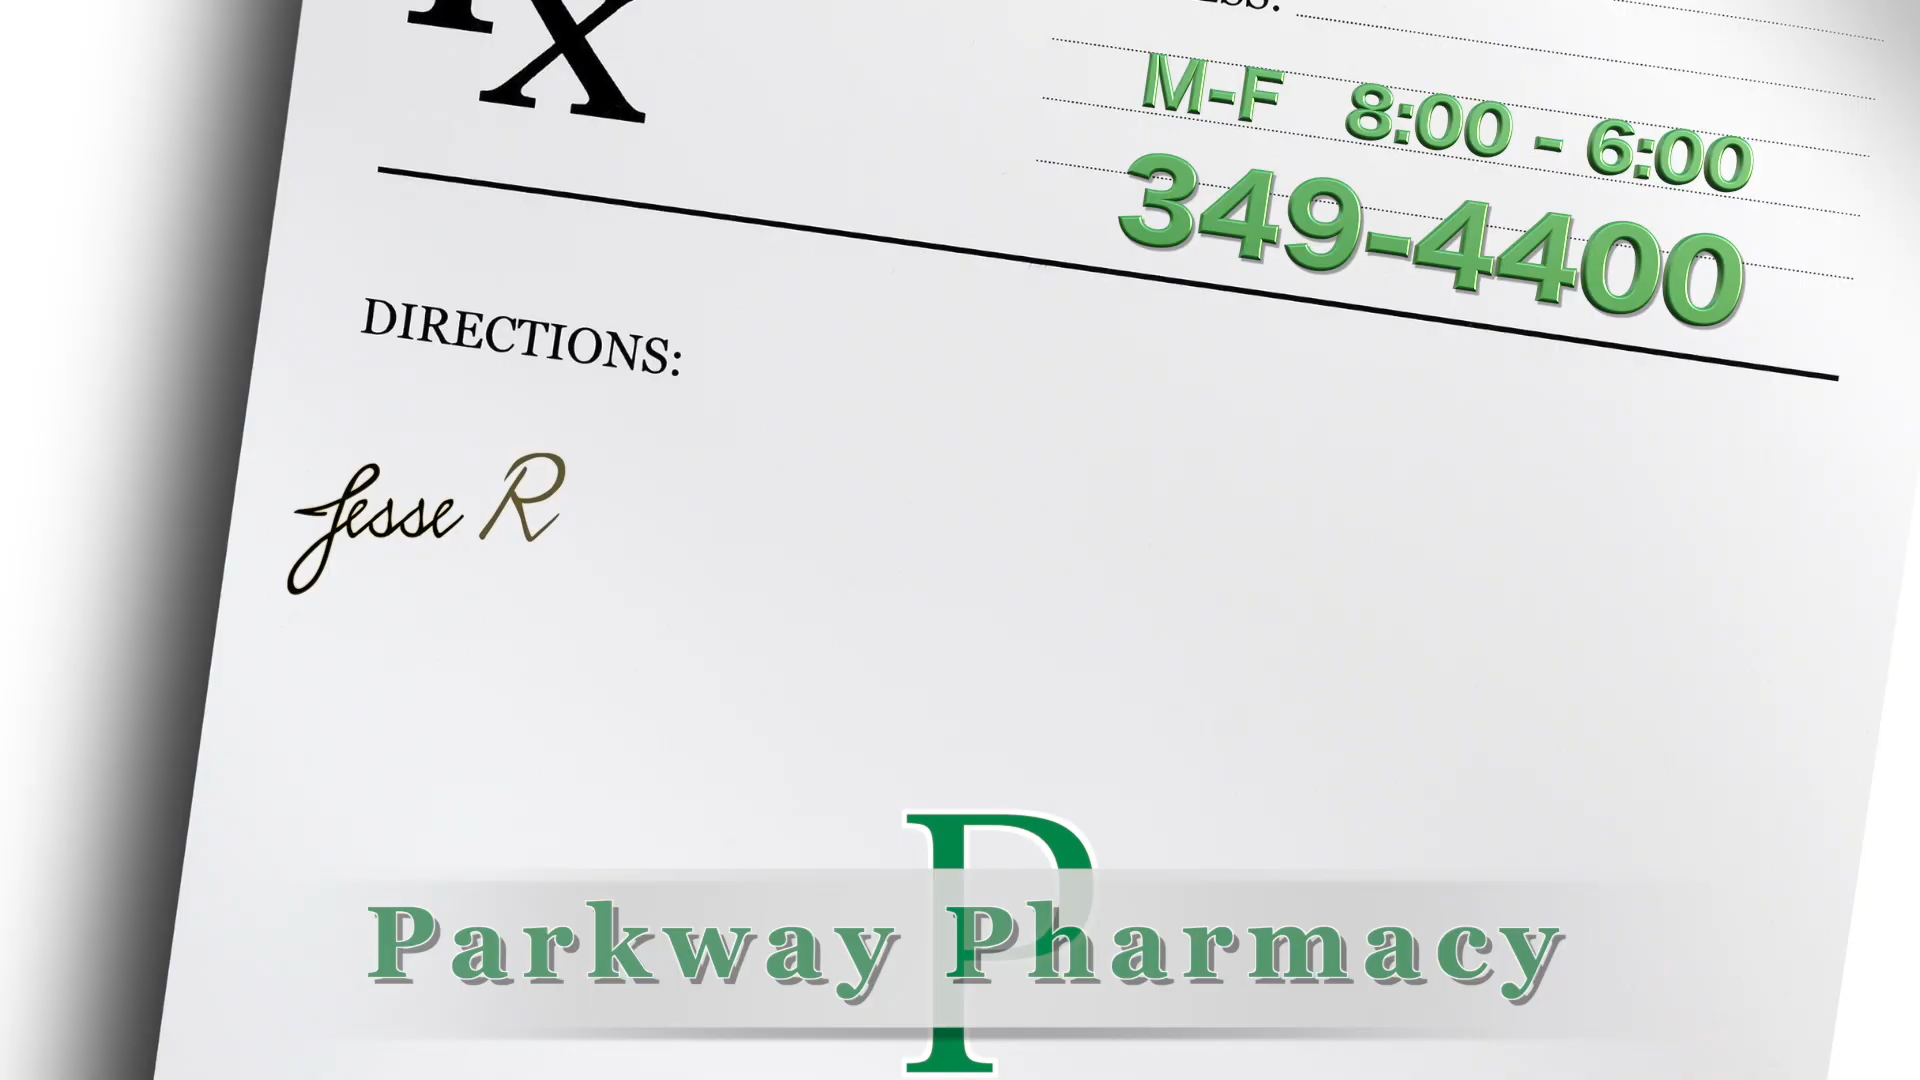 M-F 8:00 - 6:00
349-4400
DIRECTIONS:
Jesse R
P
Parkway Pharmacy